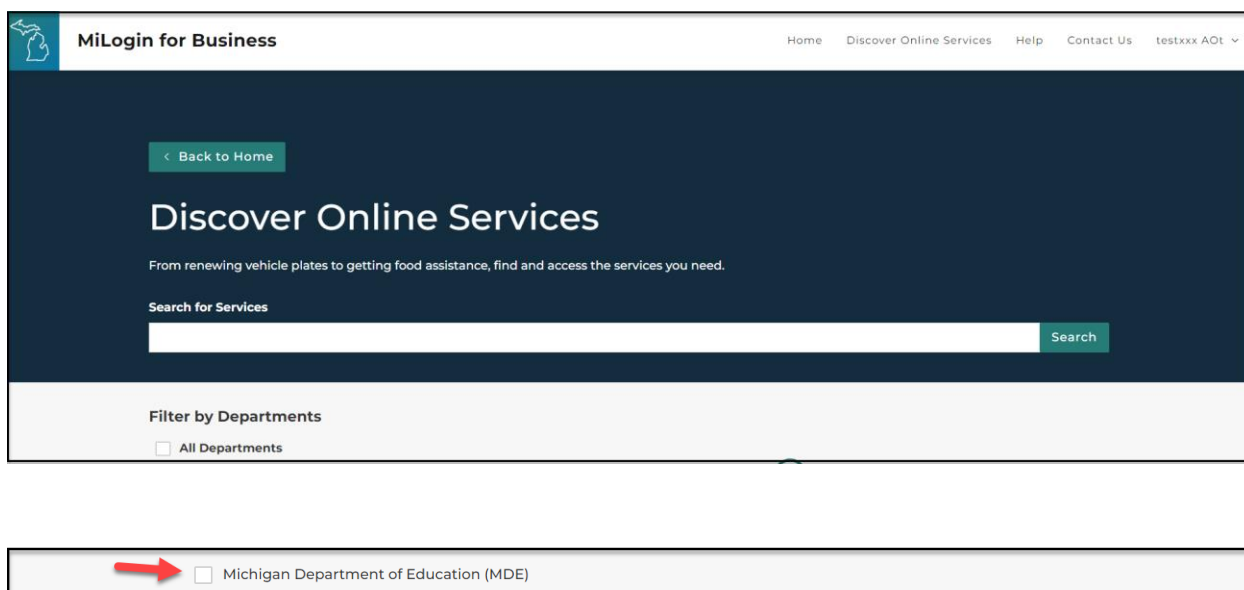 MiLogin for Business
Home Discover Online Services Help Contact Us testxxx AOt
Back to Home
Discover Online Services
From renewing vehicle plates to getting food assistance, find and access the services you need.
Search for Services
Search
Filter by Departments
All Departments
Michigan Department of Education (MDE)